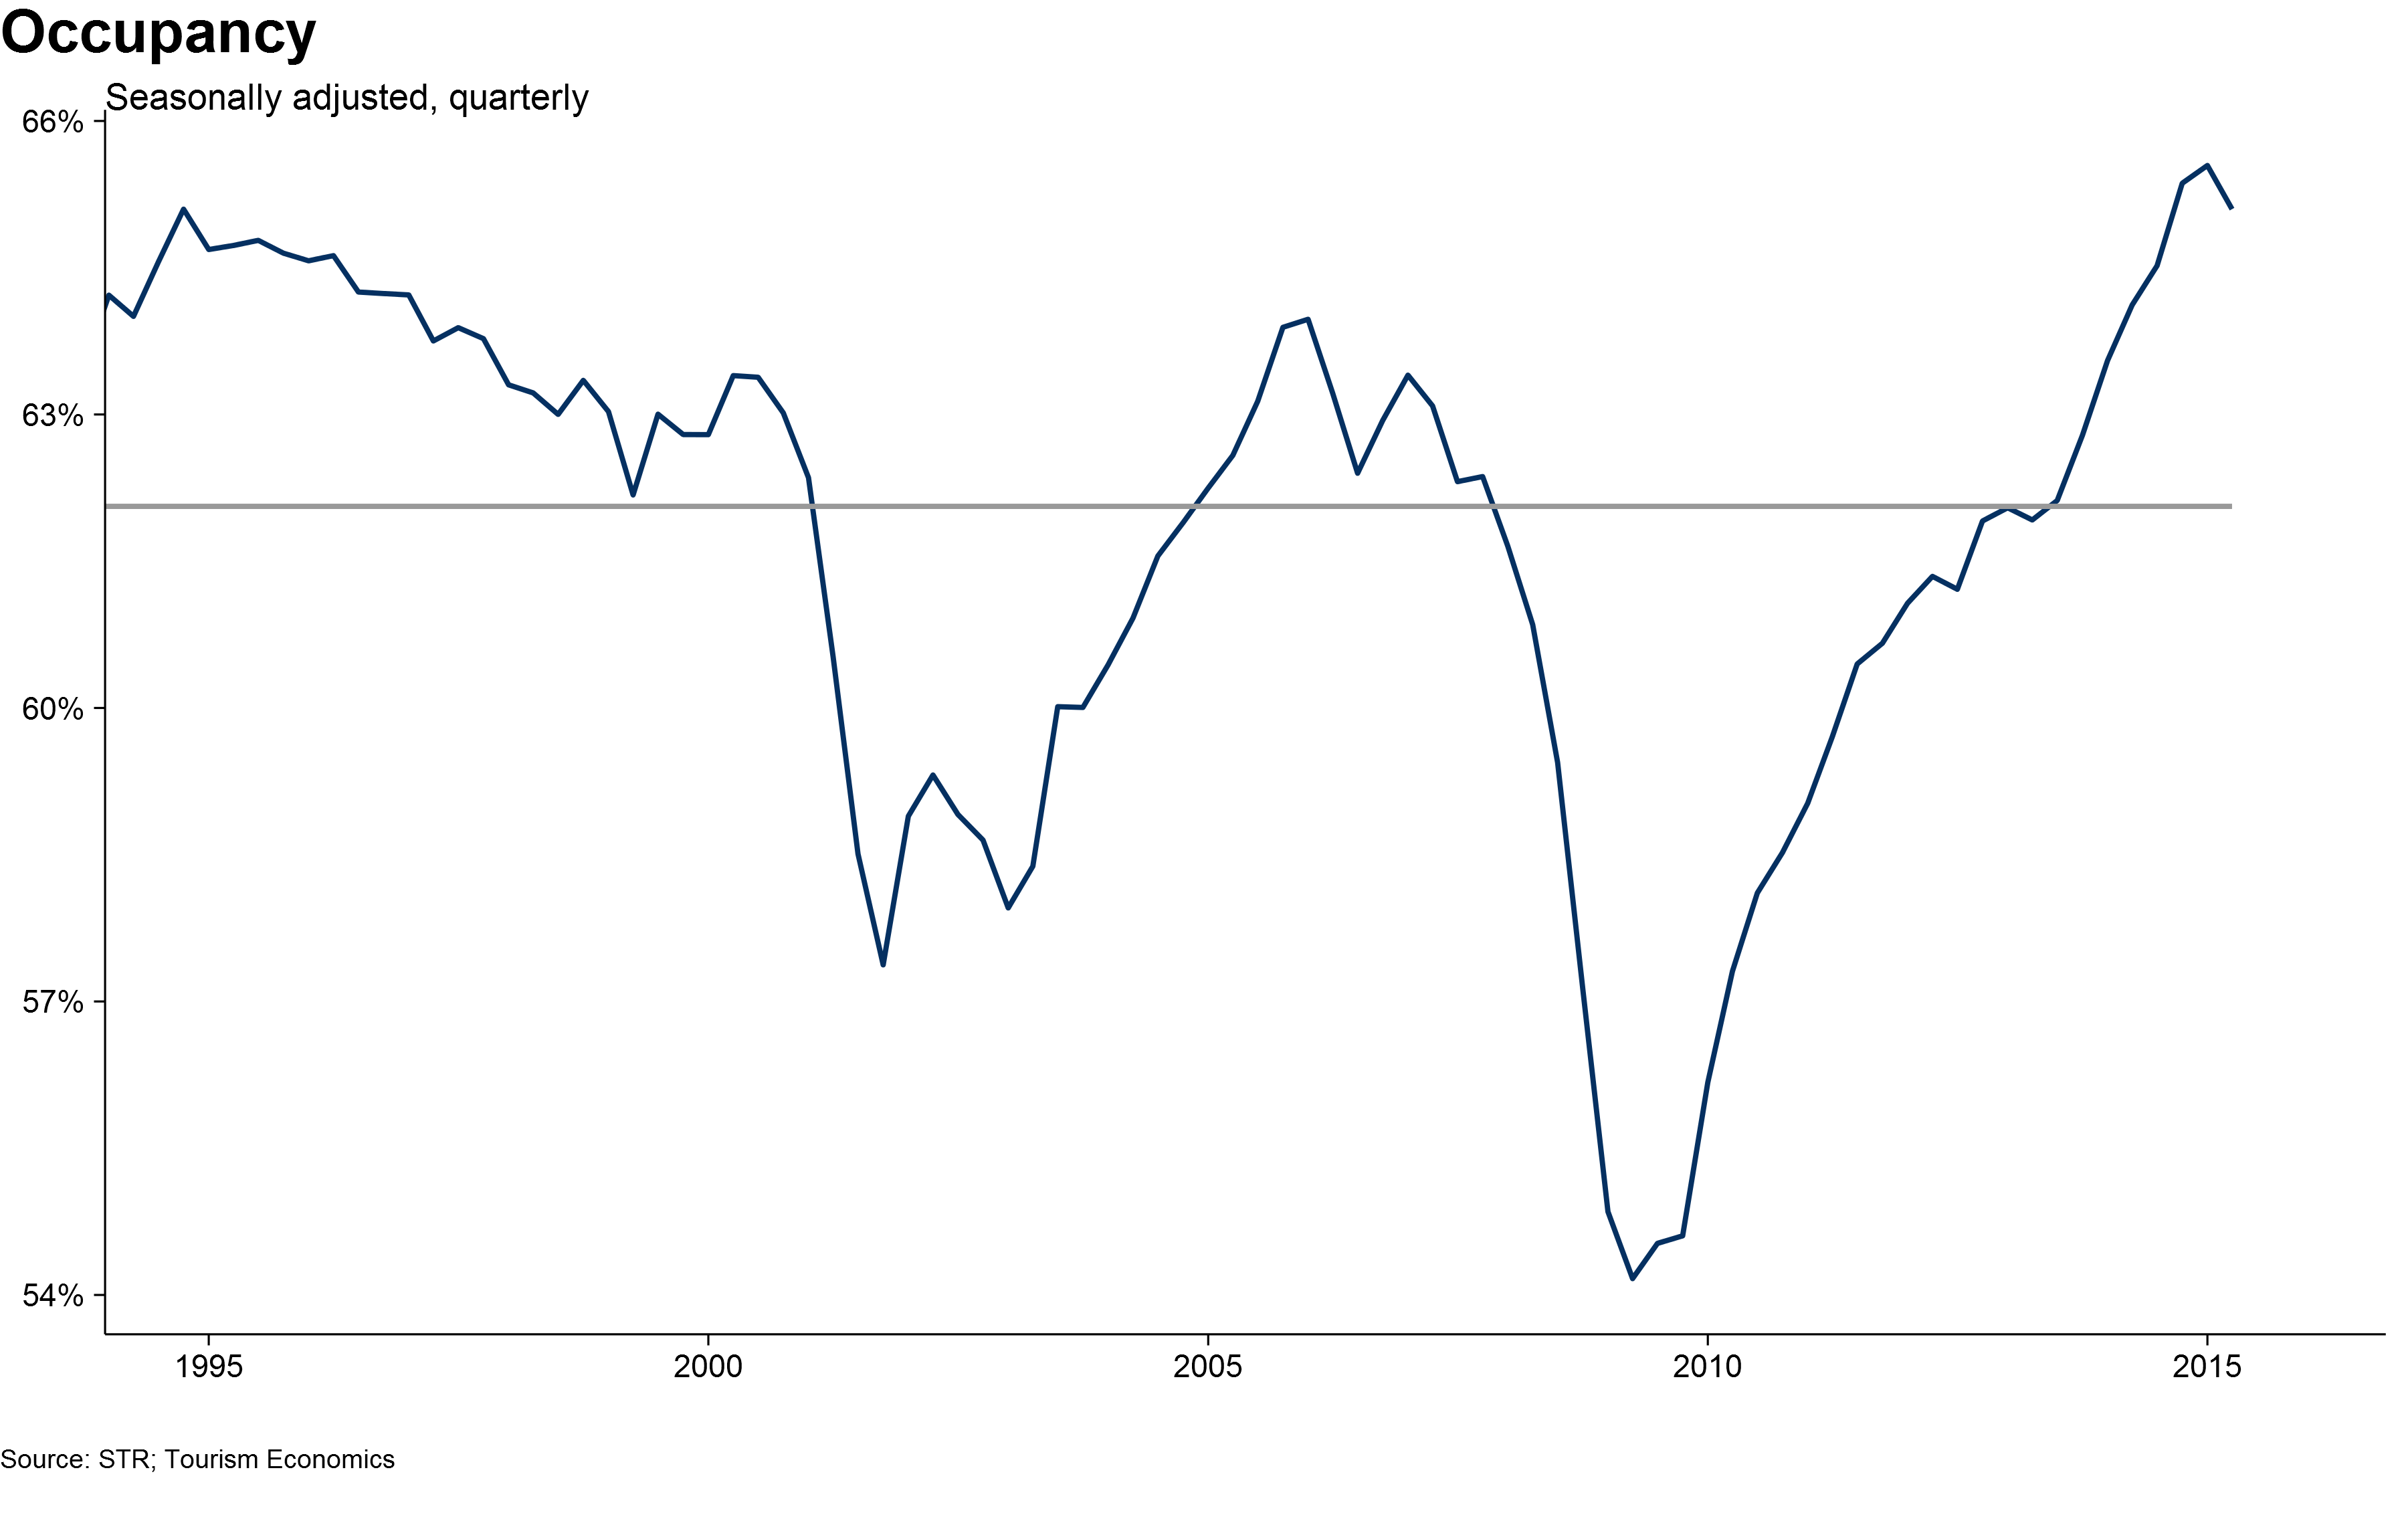 Occupancy
Seasonally adjusted, quarterly
66%
63%
60%
57%
54%
1995 2000 2005 2010 2015
Source: STR; Tourism Economics